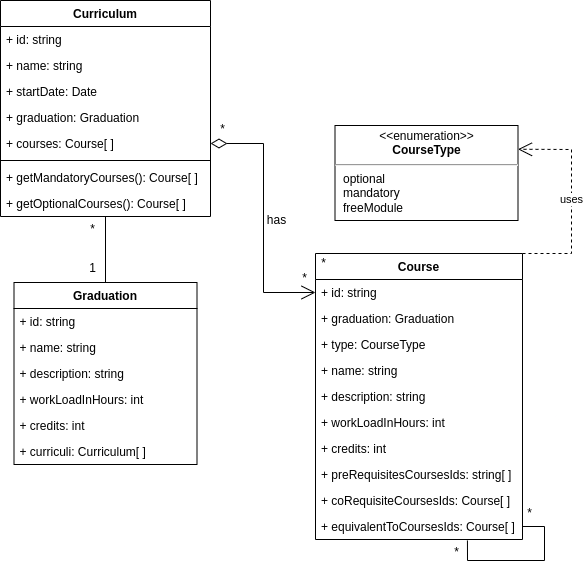 Curriculum
+ id: string
+ name: string
+ startDate: Date
+ graduation: Graduation
+ courses: Course[ ]
+ getMandatoryCourses(): Course[ ]
+ getOptionalCourses(): Course[ ]
*
has
*
*
1
Graduation
+ id: string
+ name: string
+ description: string
+ workLoadInHours: int
+ credits: int
+ curriculi: Curriculum[ ]
<<enumeration>>
CourseType
optional
mandatory
freeModule
uses
*
Course
+ id: string
+ graduation: Graduation
+ type: CourseType
+ name: string
+ description: string
+ workLoadInHours: int
+ credits: int
+ preRequisitesCoursesIds: string[ ]
+ coRequisiteCoursesIds: Course[ ]
+ equivalentToCoursesIds: Course[ ]
*
*